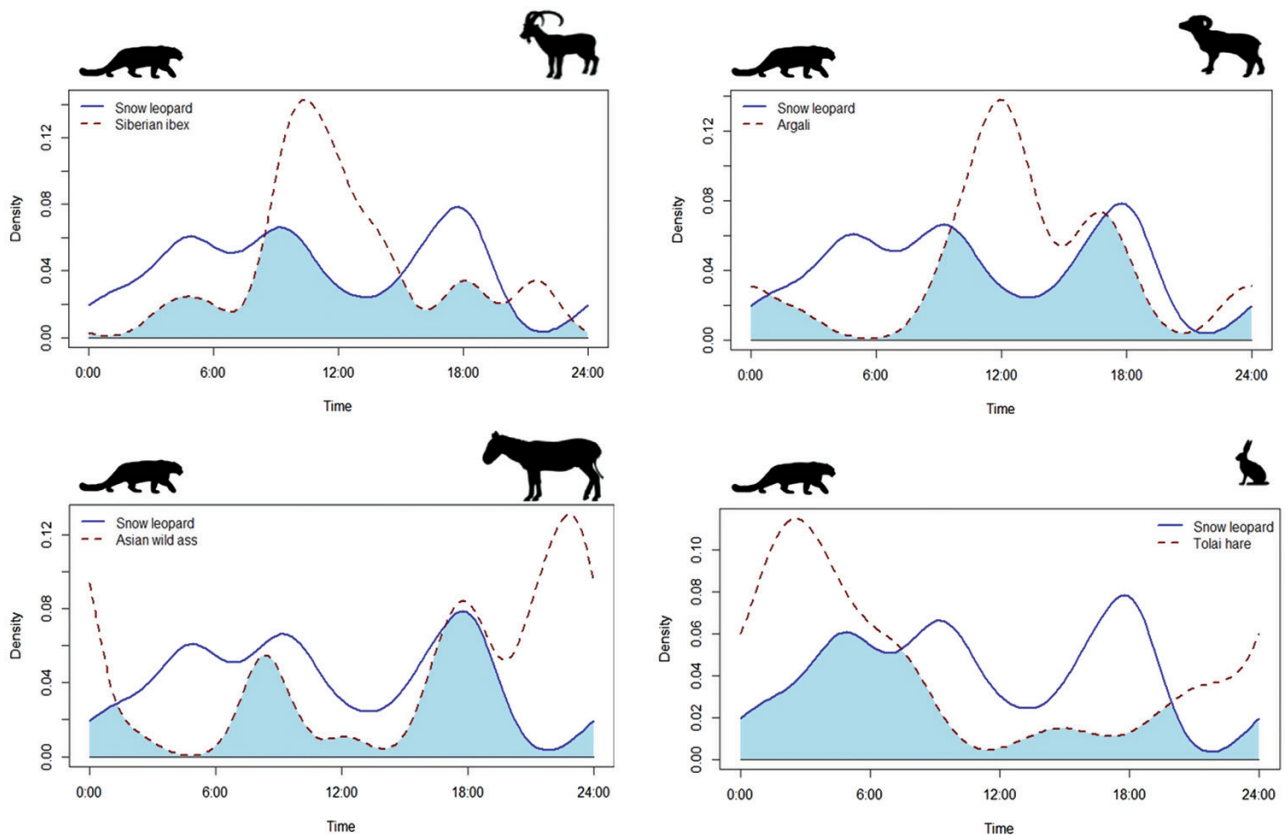 Snow leopard
Siberian ibex
Density
0.00
0.04
0.08
0.12
0:00
6:00
12:00
18:00
24:00
Time
Snow leopard
Argali
Density
0.00
0.04
0.08
0.12
0:00
6:00
12:00
18:00
24:00
Time
Snow leopard
Asian wild ass
Density
0.00
0.04
0.08
0.12
0:00
6:00
12:00
18:00
24:00
Time
Snow leopard
Tolai hare
Density
0.00
0.02
0.04
0.06
0.08
0.10
0:00
6:00
12:00
18:00
24:00
Time